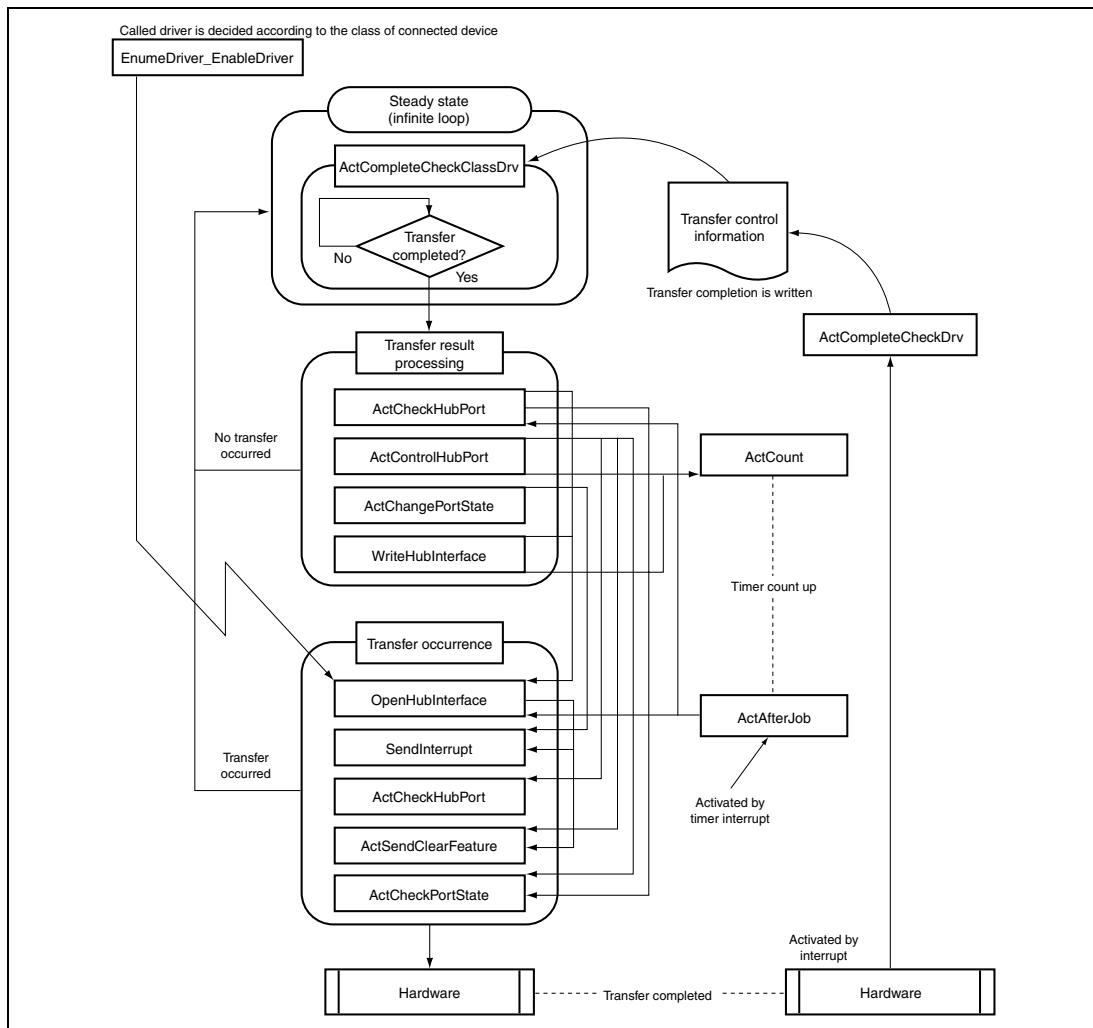 Called driver is decided according to the class of connected device
EnumeDriver_EnableDriver
Steady state
(infinite loop)
ActCompleteCheckClassDrv
Transfer
completed?
No
Yes
Transfer control
information
Transfer completion is written
ActCompleteCheckDrv
Transfer result
processing
ActCheckHubPort
ActControlHubPort
ActChangePortState
WriteHubInterface
No transfer
occurred
ActCount
Timer count up
Transfer occurrence
OpenHubInterface
SendInterrupt
ActCheckHubPort
ActSendClearFeature
ActCheckPortState
Transfer
occurred
ActAfterJob
Activated by
timer interrupt
Activated by
interrupt
Hardware
Transfer completed
Hardware